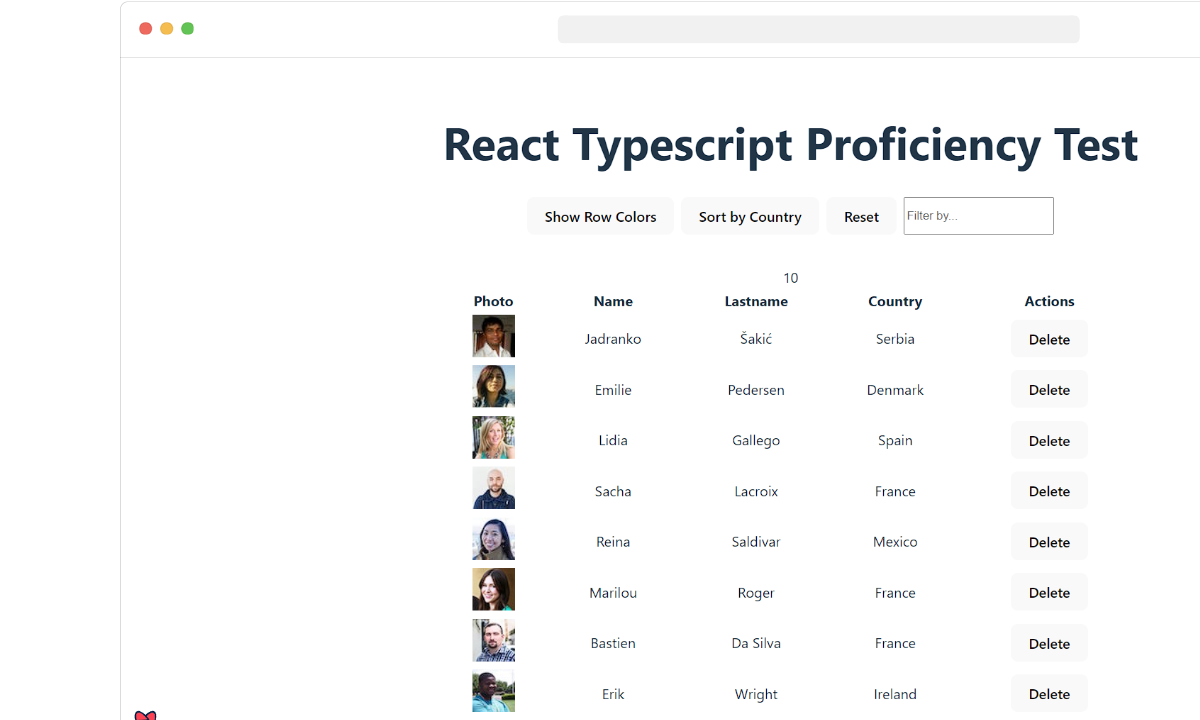 React Typescript Proficiency Test
Show Row Colors Sort by Country Reset Filter by...
10
Photo Name Lastname Country Actions
Jadranko Šakić Serbia Delete
Emilie Pedersen Denmark Delete
Lidia Gallego Spain Delete
Sacha Lacroix France Delete
Reina Saldivar Mexico Delete
Marilou Roger France Delete
Bastien Da Silva France Delete
Erik Wright Ireland Delete